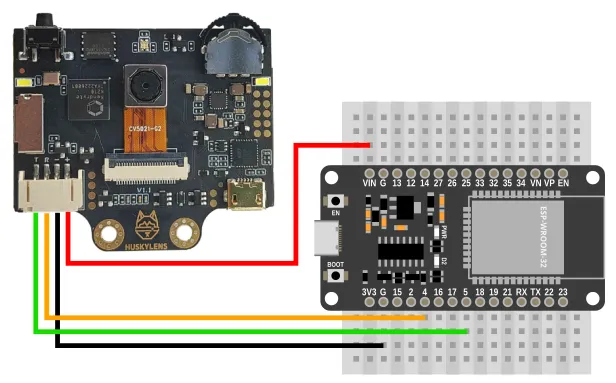 CV5021-G2
T R
V1.1
HUSKYLENS
VIN G 13 12 14 27 26 25 33 32 35 34 VN VP EN
EN
PWR
D2
ESP-WROOM-32
BOOT
3V3 G 15 2 4 16 17 5 18 19 21 RX TX 22 23